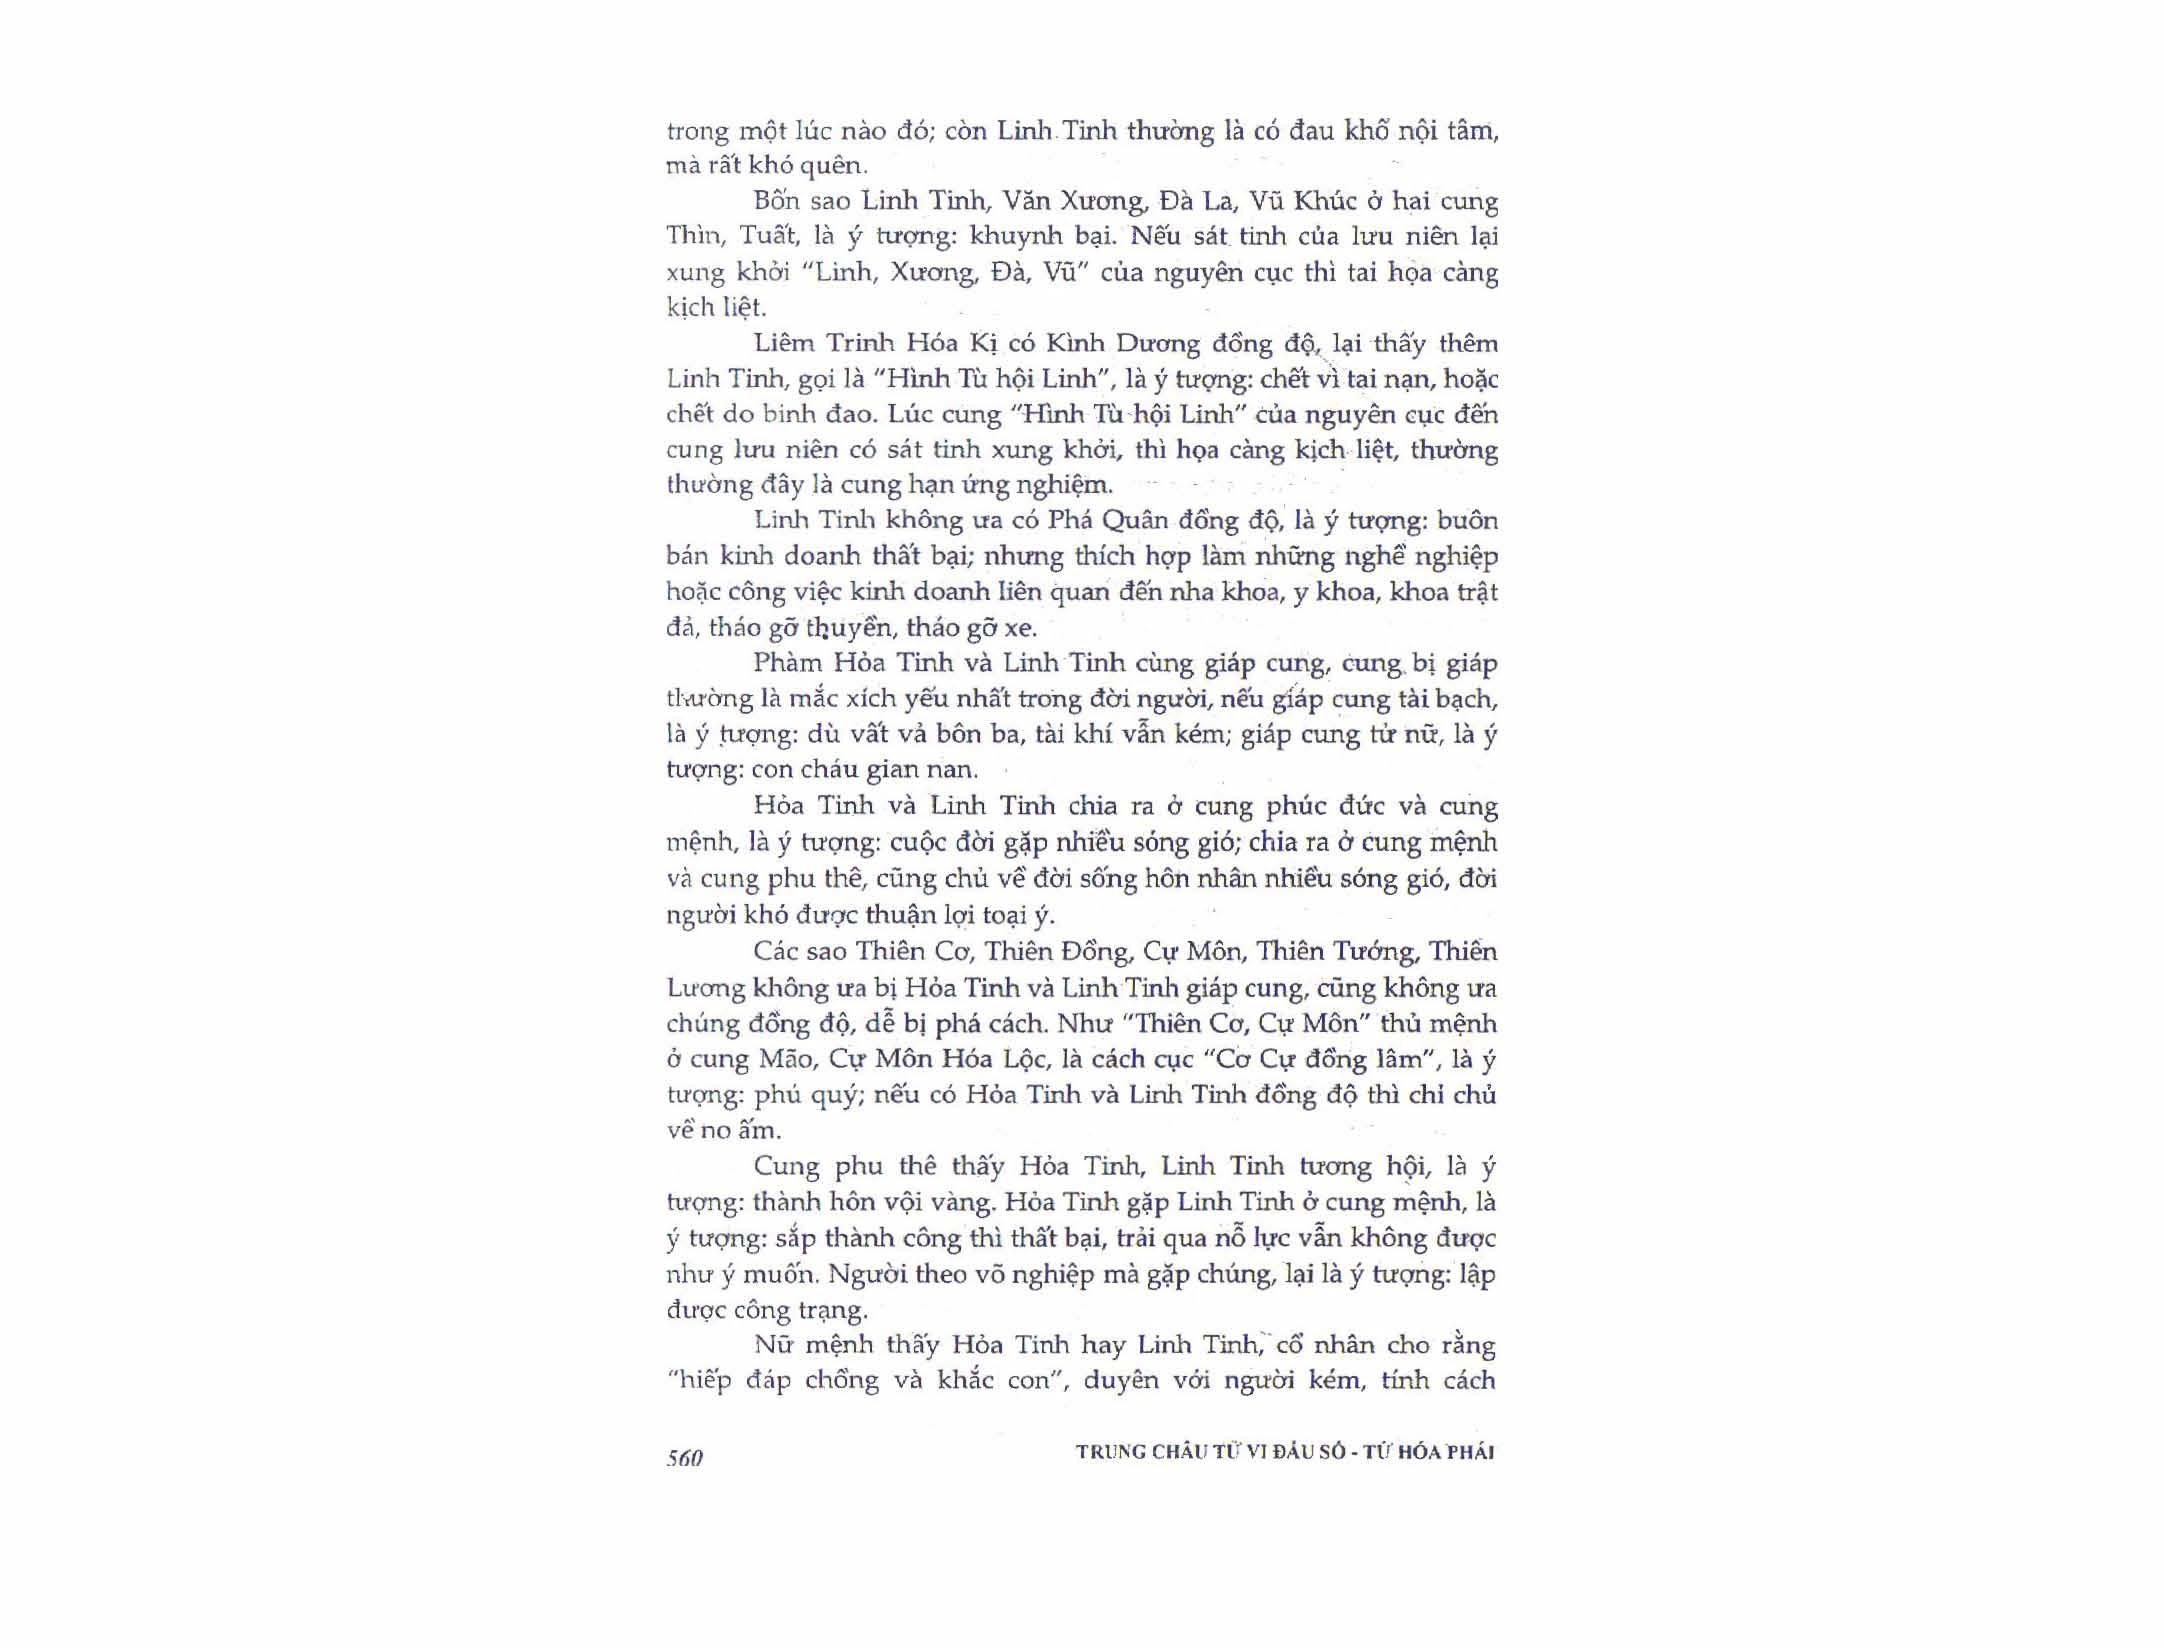 trong một lúc nào đó; còn Linh Tinh thường là có đau khổ nội tâm,
mà rất khó quên.
Bốn sao Linh Tinh, Văn Xương, Đà La, Vũ Khúc ở hai cung
Thìn, Tuất, là ý tượng: khuynh bại. Nếu sát tinh của lưu niên lại
xung khởi "Linh, Xương, Đà, Vũ" của nguyên cục thì tai họa càng
kịch liệt.
Liêm Trinh Hóa Kị có Kình Dương đồng độ, lại thấy thêm
Linh Tinh, gọi là "Hình Tù hội Linh", là ý tượng: chết vì tai nạn, hoặc
chết do binh đao. Lúc cung "Hình Tù hội Linh" của nguyên cục đến
cung lưu niên có sát tinh xung khởi, thì họa càng kịch liệt, thường
thường đây là cung hạn ứng nghiệm.
Linh Tinh không ưa có Phá Quân đồng độ, là ý tượng: buôn
bán kinh doanh thất bại; nhưng thích hợp làm những nghề nghiệp
hoặc công việc kinh doanh liên quan đến nha khoa, y khoa, khoa trật
đả, tháo gỡ thuyền, tháo gỡ xe.
Phàm Hỏa Tinh và Linh Tinh cùng giáp cung, cung bị giáp
thường là mắc xích yếu nhất trong đời người, nếu giáp cung tài bạch,
là ý tượng: dù vất vả bôn ba, tài khí vẫn kém; giáp cung tử nữ, là ý
tượng: con cháu gian nan.
Hỏa Tinh và Linh Tinh chia ra ở cung phúc đức và cung
mệnh, là ý tượng: cuộc đời gặp nhiều sóng gió; chia ra ở cung mệnh
và cung phu thê, cũng chủ về đời sống hôn nhân nhiều sóng gió, đời
người khó được thuận lợi toại ý.
Các sao Thiên Cơ, Thiên Đồng, Cự Môn, Thiên Tướng, Thiên
Lương không ưa bị Hỏa Tinh và Linh Tinh giáp cung, cũng không ưa
chúng đồng độ, dễ bị phá cách. Như "Thiên Cơ, Cự Môn" thủ mệnh
ở cung Mão, Cự Môn Hóa Lộc, là cách cục "Cơ Cự đồng lâm", là ý
tượng: phú quý; nếu có Hỏa Tinh và Linh Tinh đồng độ thì chỉ chủ
về no ấm.
Cung phu thê thấy Hỏa Tinh, Linh Tinh tương hội, là ý
tượng: thành hôn vội vàng. Hỏa Tinh gặp Linh Tinh ở cung mệnh, là
ý tượng: sắp thành công thì thất bại, trải qua nỗ lực vẫn không được
như ý muốn. Người theo võ nghiệp mà gặp chúng, lại là ý tượng: lập
được công trạng.
Nữ mệnh thấy Hỏa Tinh hay Linh Tinh, cổ nhân cho rằng
"hiếp đáp chồng và khắc con", duyên với người kém, tính cách
560
TRUNG CHÂU TỬ VI ĐẨU SỐ - TỨ HÓA PHÁI